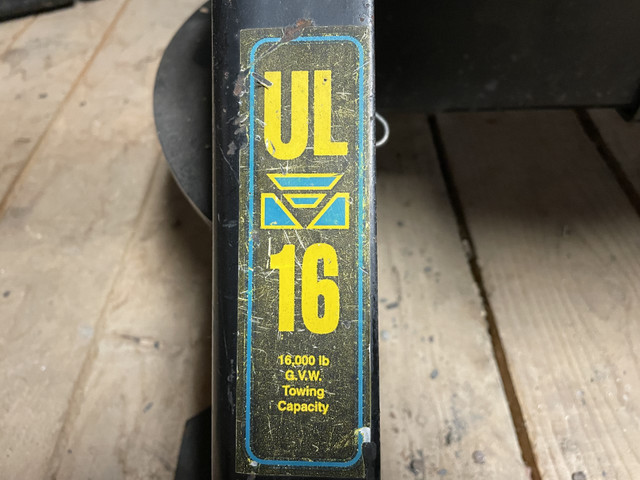 UL
16
16,000 lb
G.V.W.
Towing
Capacity